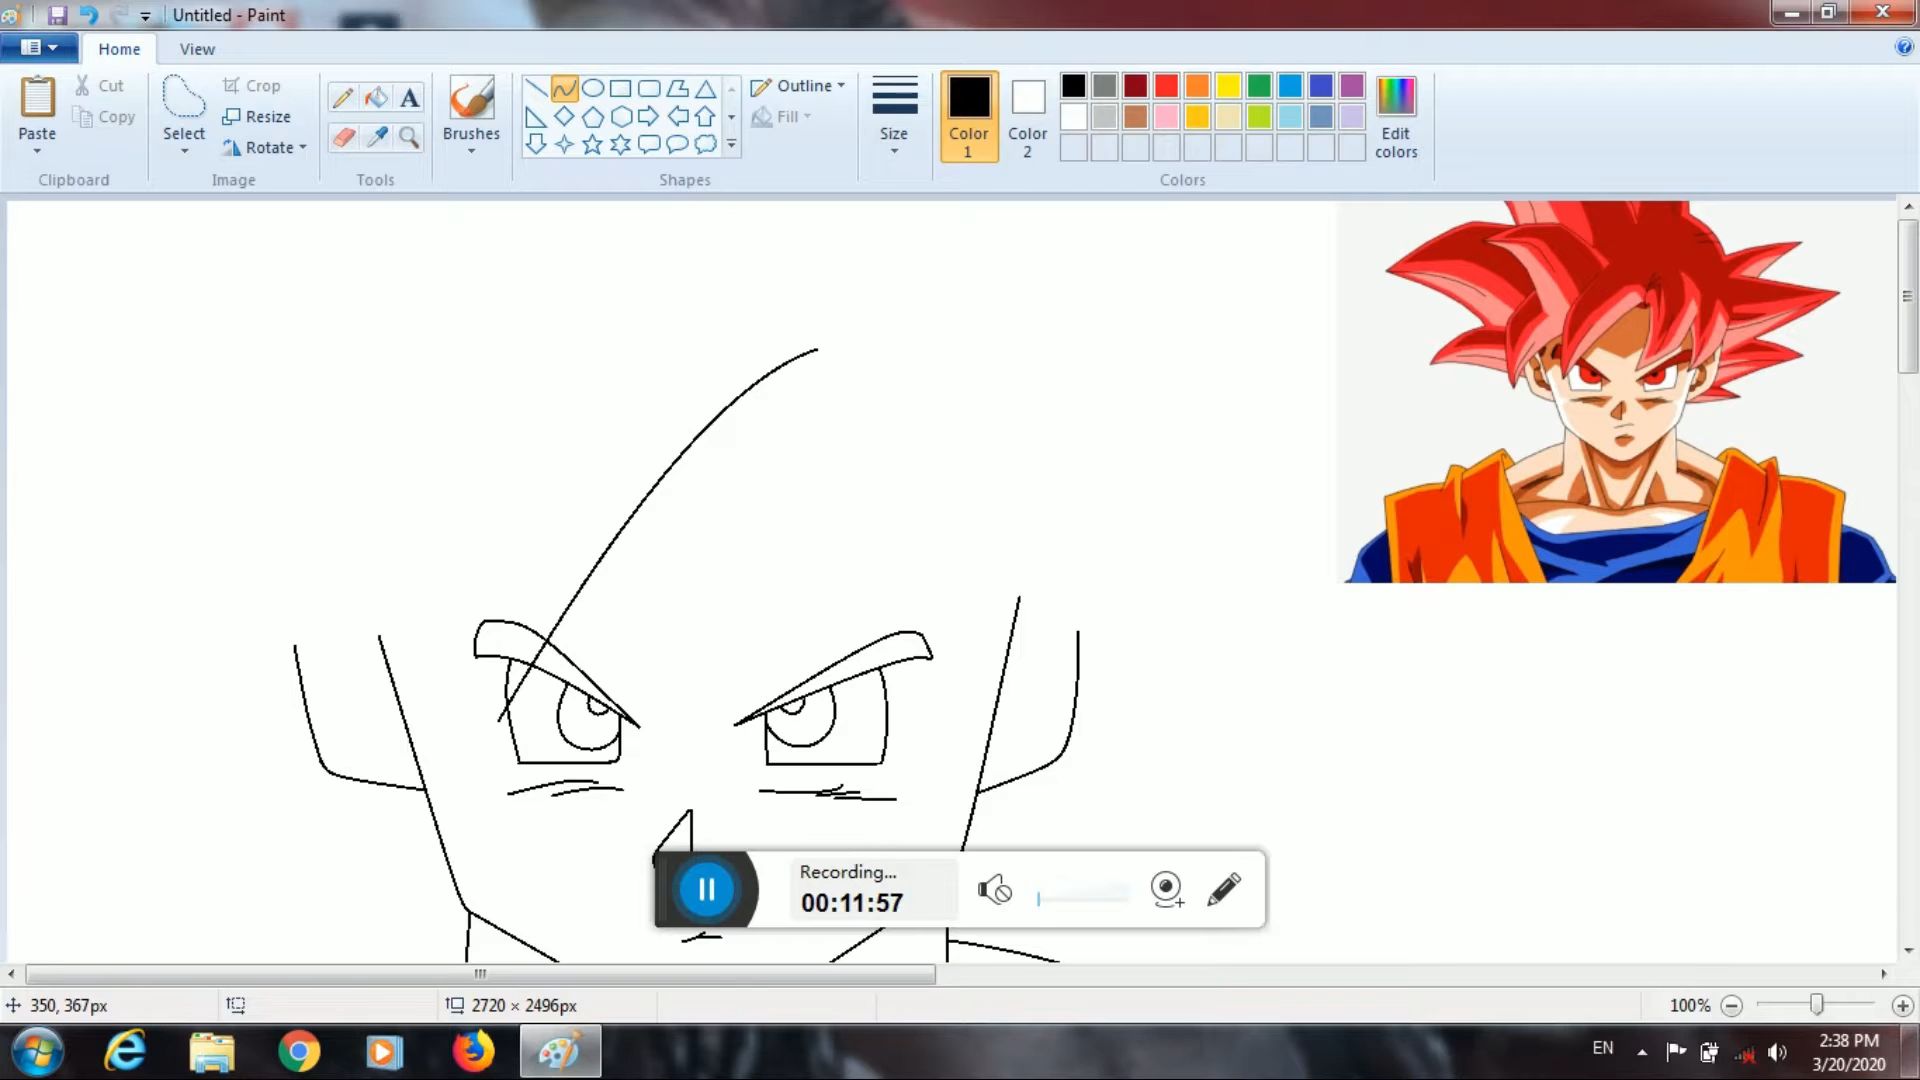 Untitled - Paint
Home View
Paste
Cut
Copy
Clipboard
Select
Crop
Resize
Rotate
Image
A
Tools
Brushes
Shapes
Outline
Fill
Size
Color 1
Color 2
Edit colors
Colors
Recording...
00:11:57
350, 367px
2720 × 2496px
100%
EN
2:38 PM
3/20/2020